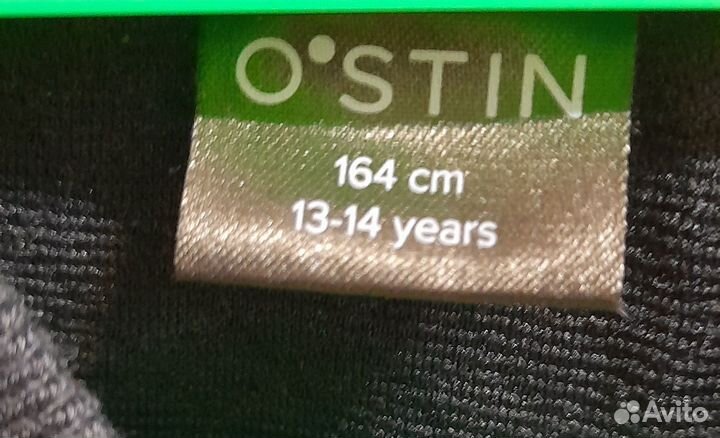 O'STIN
164 cm
13-14 years
Avito